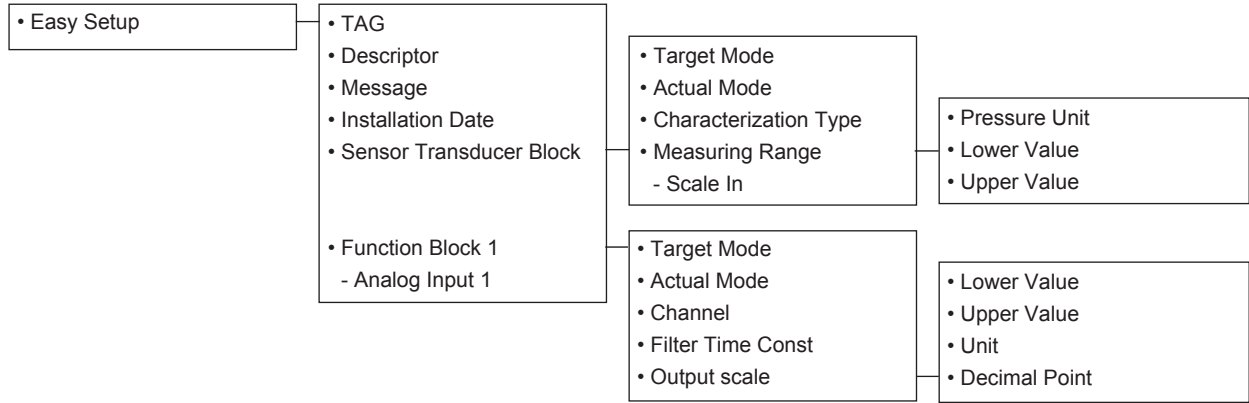 • Easy Setup
• TAG
• Descriptor
• Message
• Installation Date
• Sensor Transducer Block
• Function Block 1
- Analog Input 1
• Target Mode
• Actual Mode
• Characterization Type
• Measuring Range
- Scale In
• Pressure Unit
• Lower Value
• Upper Value
• Target Mode
• Actual Mode
• Channel
• Filter Time Const
• Output scale
• Lower Value
• Upper Value
• Unit
• Decimal Point